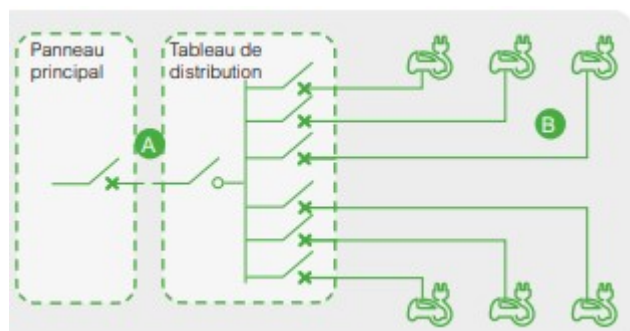 Panneau
principal
Tableau de
distribution
A
B